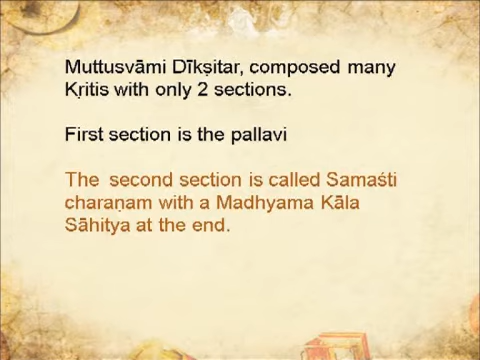 Muttusvāmi Dīkṣitar, composed many
Kṛitis with only 2 sections.
First section is the pallavi
The second section is called Samaśti
charaṇam with a Madhyama Kāla
Sāhitya at the end.